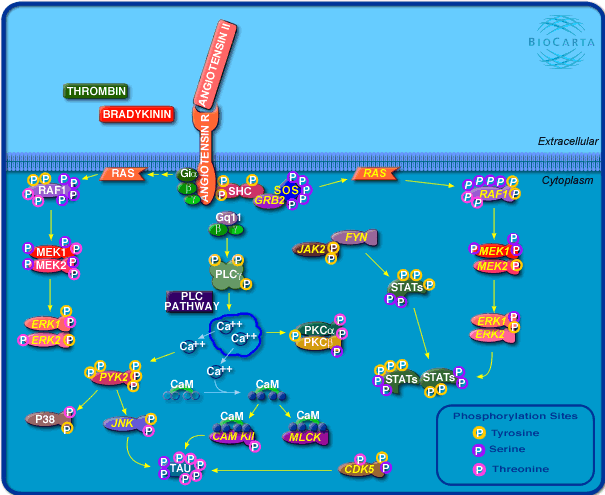 BIOCARTA
ANGIOTENSIN II
THROMBIN
BRADYKININ
ANGIOTENSIN R
Extracellular
Cytoplasm
RAS
Giα
β
γ
SHC
GRB2
SOS
RAS
RAF1
P P P P P P P
RAF1
P P P P P P P
Gq11
β γ
JAK2
FYN
P P
MEK1
MEK2
P P P P
MEK1
MEK2
P P P P
PLCγ
P P P
STATs
P P P
PLC
PATHWAY
Ca++
Ca++
Ca++
Ca++
PKCα
PKCβ
P P P P
ERK1
ERK2
P P P P
ERK1
ERK2
P P P
PYK2
P P P P
CaM
CaM
STATs
STATs
P P P P P P P P
P38
P P
JNK
P P
CaM
CAM KII
P
CaM
MLCK
TAU
P P P P P P P
CDK5
P P P
Phosphorylation Sites
P Tyrosine
P Serine
P Threonine